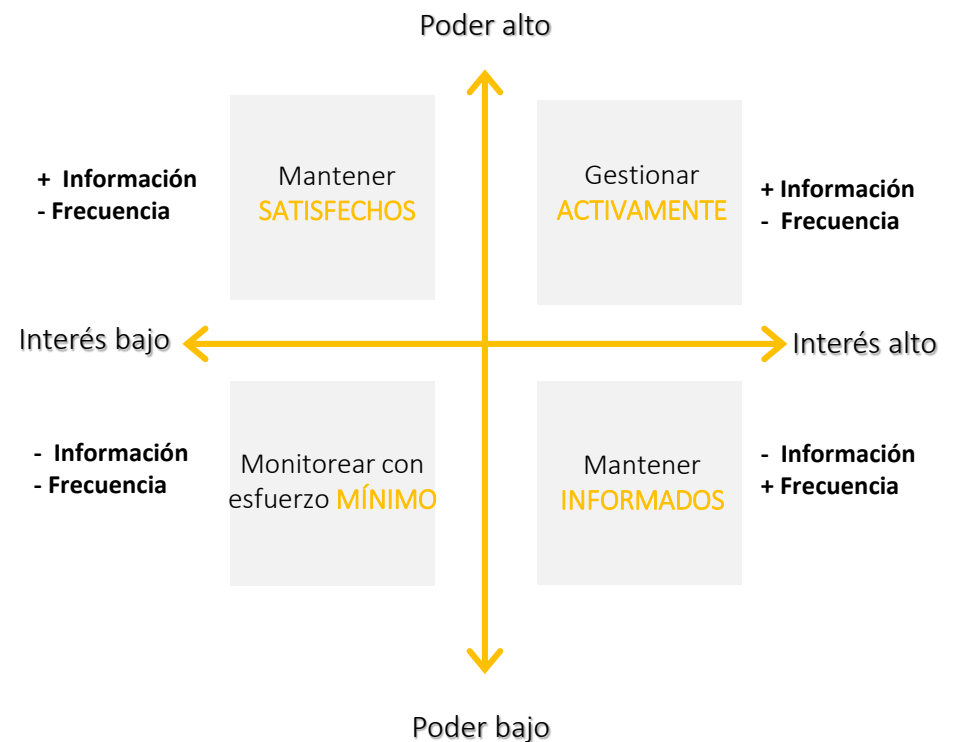 Poder alto
+  Información
- Frecuencia
Mantener
SATISFECHOS
Gestionar
ACTIVAMENTE
+ Información
-  Frecuencia
Interés bajo
Interés alto
-  Información
- Frecuencia
Monitorear con
esfuerzo MÍNIMO
Mantener
INFORMADOS
-  Información
+ Frecuencia
Poder bajo